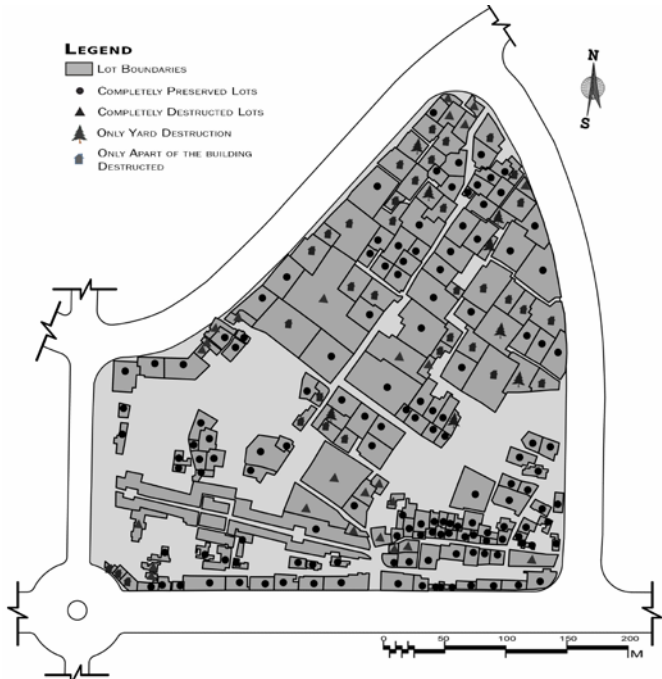 LEGEND
LOT BOUNDARIES
COMPLETELY PRESERVED LOTS
COMPLETELY DESTRUCTED LOTS
ONLY YARD DESTRUCTION
ONLY APART OF THE BUILDING
DESTRUCTED
N
S
0 50 100 150 200
M